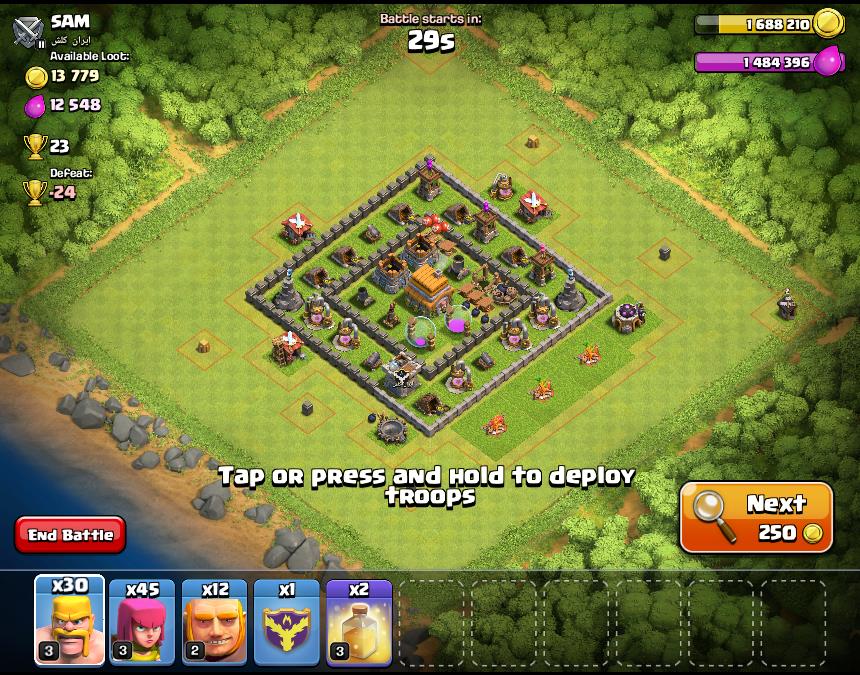 SAM
ایران کلش
Available Loot:
13 779
12 548
23
Defeat:
-24
Battle starts in:
29s
1 688 210
1 484 396
Tap or press and hold to deploy
troops
End Battle
Next
250
x30
x45
x12
x1
x2
3
3
2
3